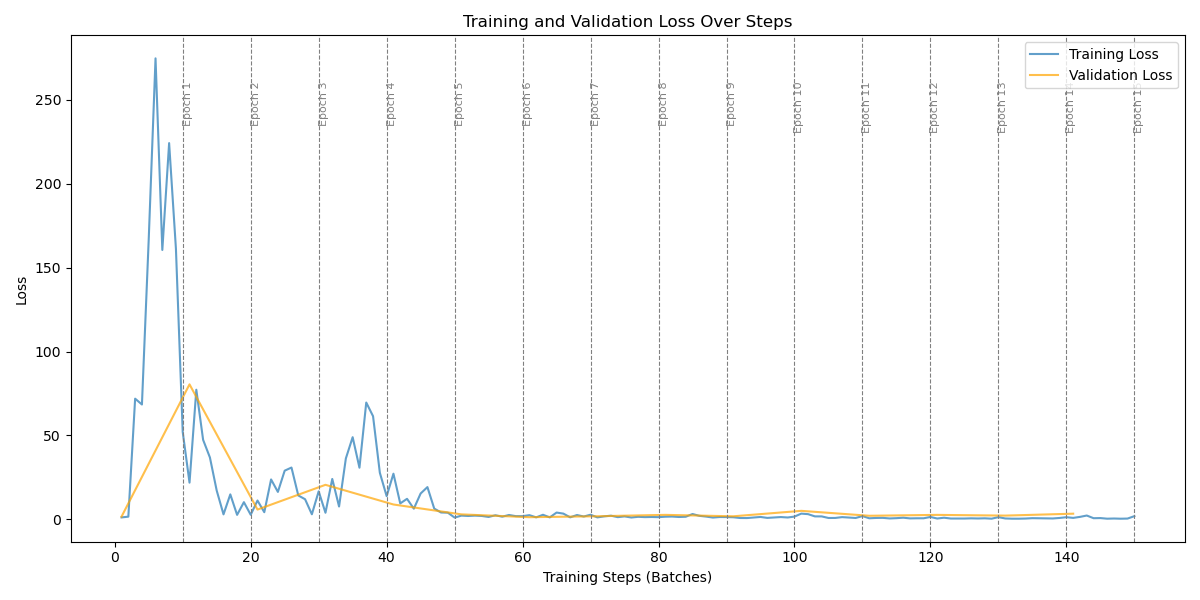 Training and Validation Loss Over Steps
Training Loss
Validation Loss
Epoch 1
Epoch 2
Epoch 3
Epoch 4
Epoch 5
Epoch 6
Epoch 7
Epoch 8
Epoch 9
Epoch 10
Epoch 11
Epoch 12
Epoch 13
Epoch
Epoch
Loss
250
200
150
100
50
0
0
20
40
60
80
100
120
140
Training Steps (Batches)